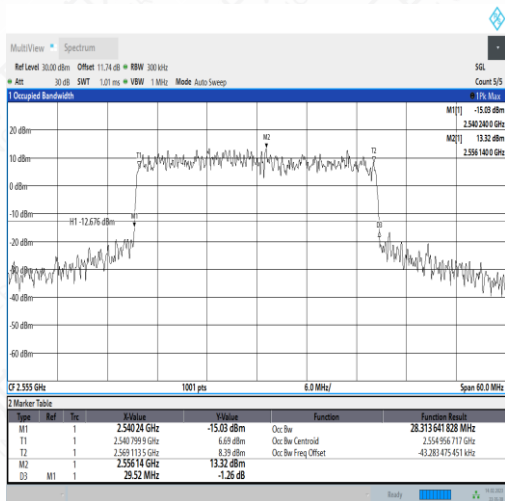 MultiView Spectrum
Ref Level 30.00 dBm Offset 11.74 dB RBW 300 kHz SGL
Att 30 dB SWT 1.01 ms VBW 1 MHz Mode Auto Sweep Count 5/5
1 Occupied Bandwidth 1Pk Max
M1[1] -15.03 dBm
2.540 240 0 GHz
M2[1] 13.32 dBm
2.556 140 0 GHz
20 dBm
M2
T1 T2
10 dBm
0 dBm
-10 dBm
H1 -12.676 dBm M1
D3
-20 dBm
-30 dBm
-40 dBm
-50 dBm
-60 dBm
CF 2.555 GHz 1001 pts 6.0 MHz/ Span 60.0 MHz
2 Marker Table
Type Ref Trc X-Value Y-Value Function Function Result
M1 1 2.540 24 GHz -15.03 dBm Occ Bw 28.313 641 828 MHz
T1 1 2.540 799 9 GHz 6.69 dBm Occ Bw Centroid 2.554 956 717 GHz
T2 1 2.569 113 5 GHz 8.39 dBm Occ Bw Freq Offset -43.283 475 451 kHz
M2 1 2.556 14 GHz 13.32 dBm
D3 M1 1 29.52 MHz -1.26 dB
Ready